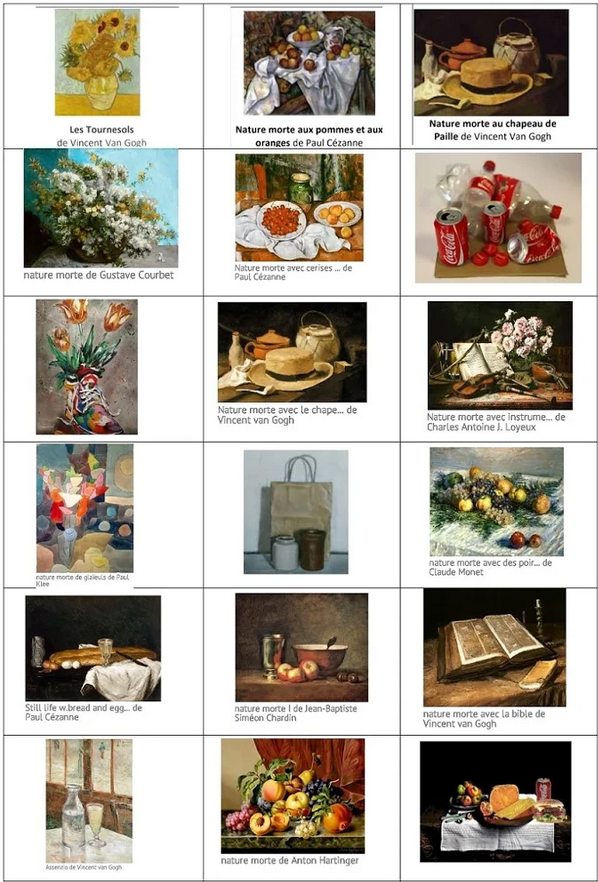 Les Tournesols
de Vincent Van Gogh
Nature morte aux pommes et aux
oranges de Paul Cézanne
Nature morte au chapeau de
Paille de Vincent Van Gogh
nature morte de Gustave Courbet
Nature morte avec cerises ... de
Paul Cézanne
Coca-Cola
Coca-Cola
Coca-Cola
Nature morte avec le chape... de
Vincent van Gogh
Nature morte avec instrume... de
Charles Antoine J. Loyeux
nature morte de glaïeuls de Paul
Klee
nature morte avec des poir... de
Claude Monet
Still life w.bread and egg... de
Paul Cézanne
nature morte I de Jean-Baptiste
Siméon Chardin
nature morte avec la bible de
Vincent van Gogh
Assenzio de Vincent van Gogh
nature morte de Anton Hartinger